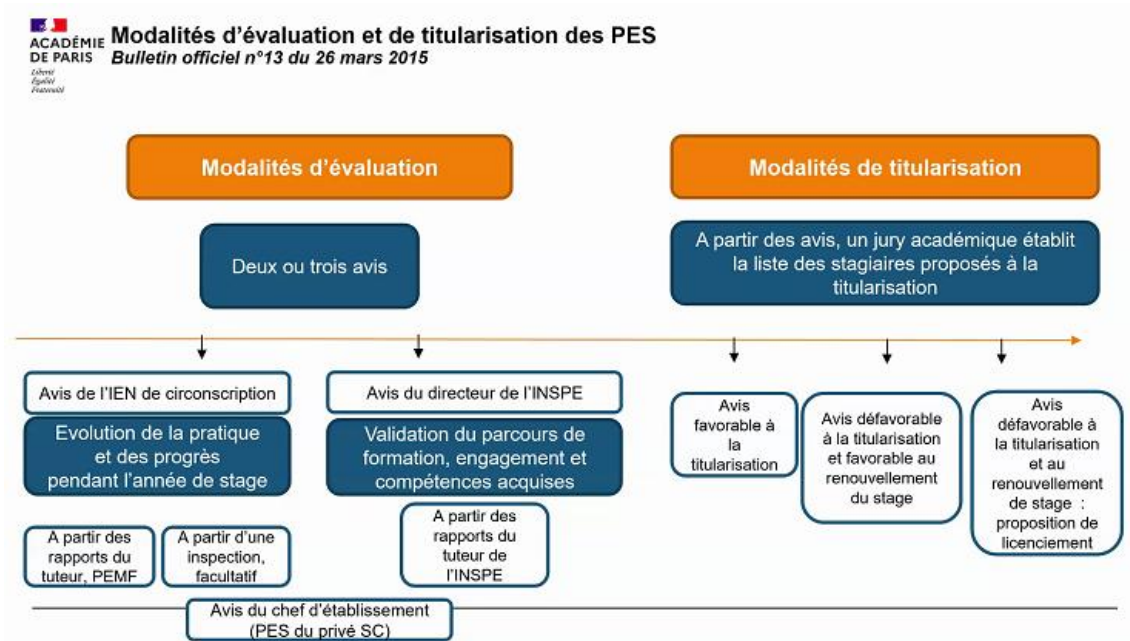 ACADÉMIE
DE PARIS
Liberté
Égalité
Fraternité
Modalités d'évaluation et de titularisation des PES
Bulletin officiel n°13 du 26 mars 2015
Modalités d'évaluation
Modalités de titularisation
Deux ou trois avis
A partir des avis, un jury académique établit
la liste des stagiaires proposés à la
titularisation
Avis de l'IEN de circonscription
Evolution de la pratique
et des progrès
pendant l'année de stage
A partir des
rapports du
tuteur, PEMF
A partir d'une
inspection,
facultatif
Avis du directeur de l'INSPE
Validation du parcours de
formation, engagement et
compétences acquises
A partir des
rapports du
tuteur de
l'INSPE
Avis
favorable à
la
titularisation
Avis défavorable
à la titularisation
et favorable au
renouvellement
du stage
Avis
défavorable à
la titularisation
et au
renouvellement
de stage :
proposition de
licenciement
Avis du chef d'établissement
(PES du privé SC)